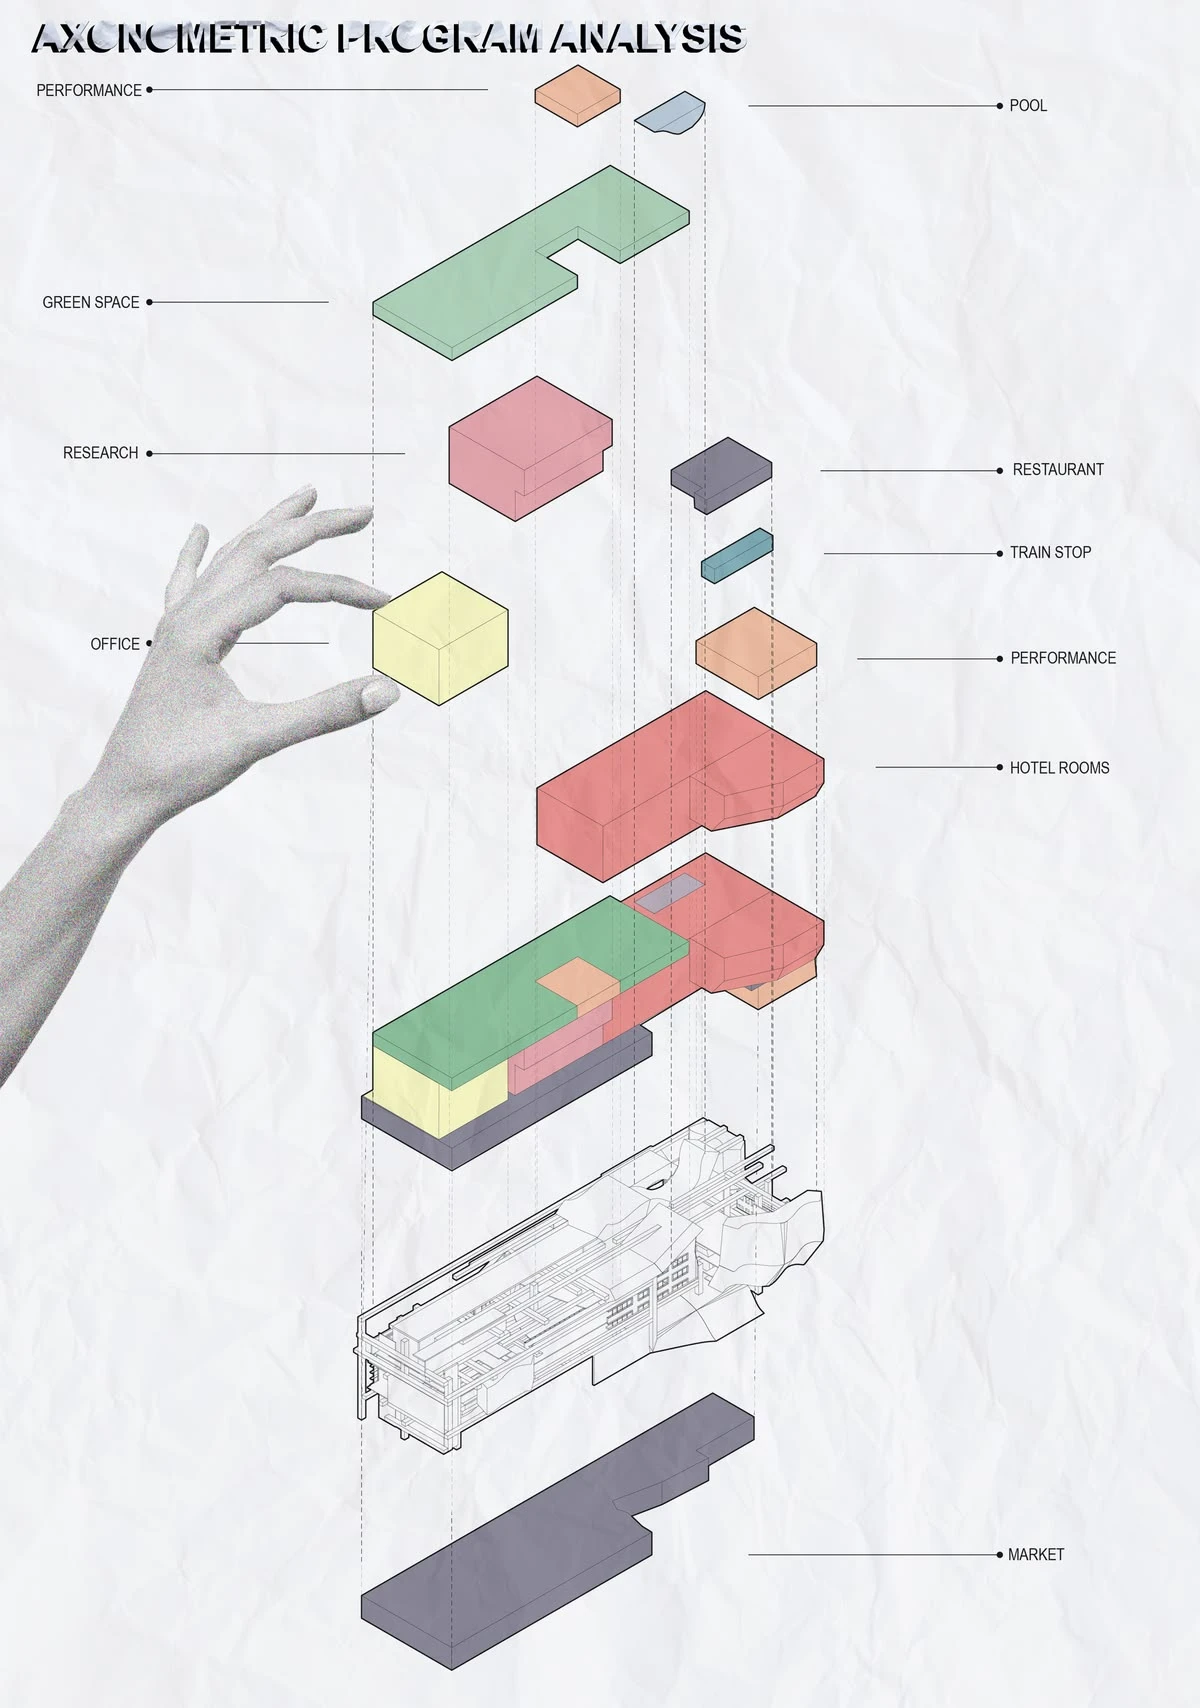 AXONOMETRIC PROGRAM ANALYSIS
PERFORMANCE
POOL
GREEN SPACE
RESEARCH
RESTAURANT
TRAIN STOP
OFFICE
PERFORMANCE
HOTEL ROOMS
MARKET